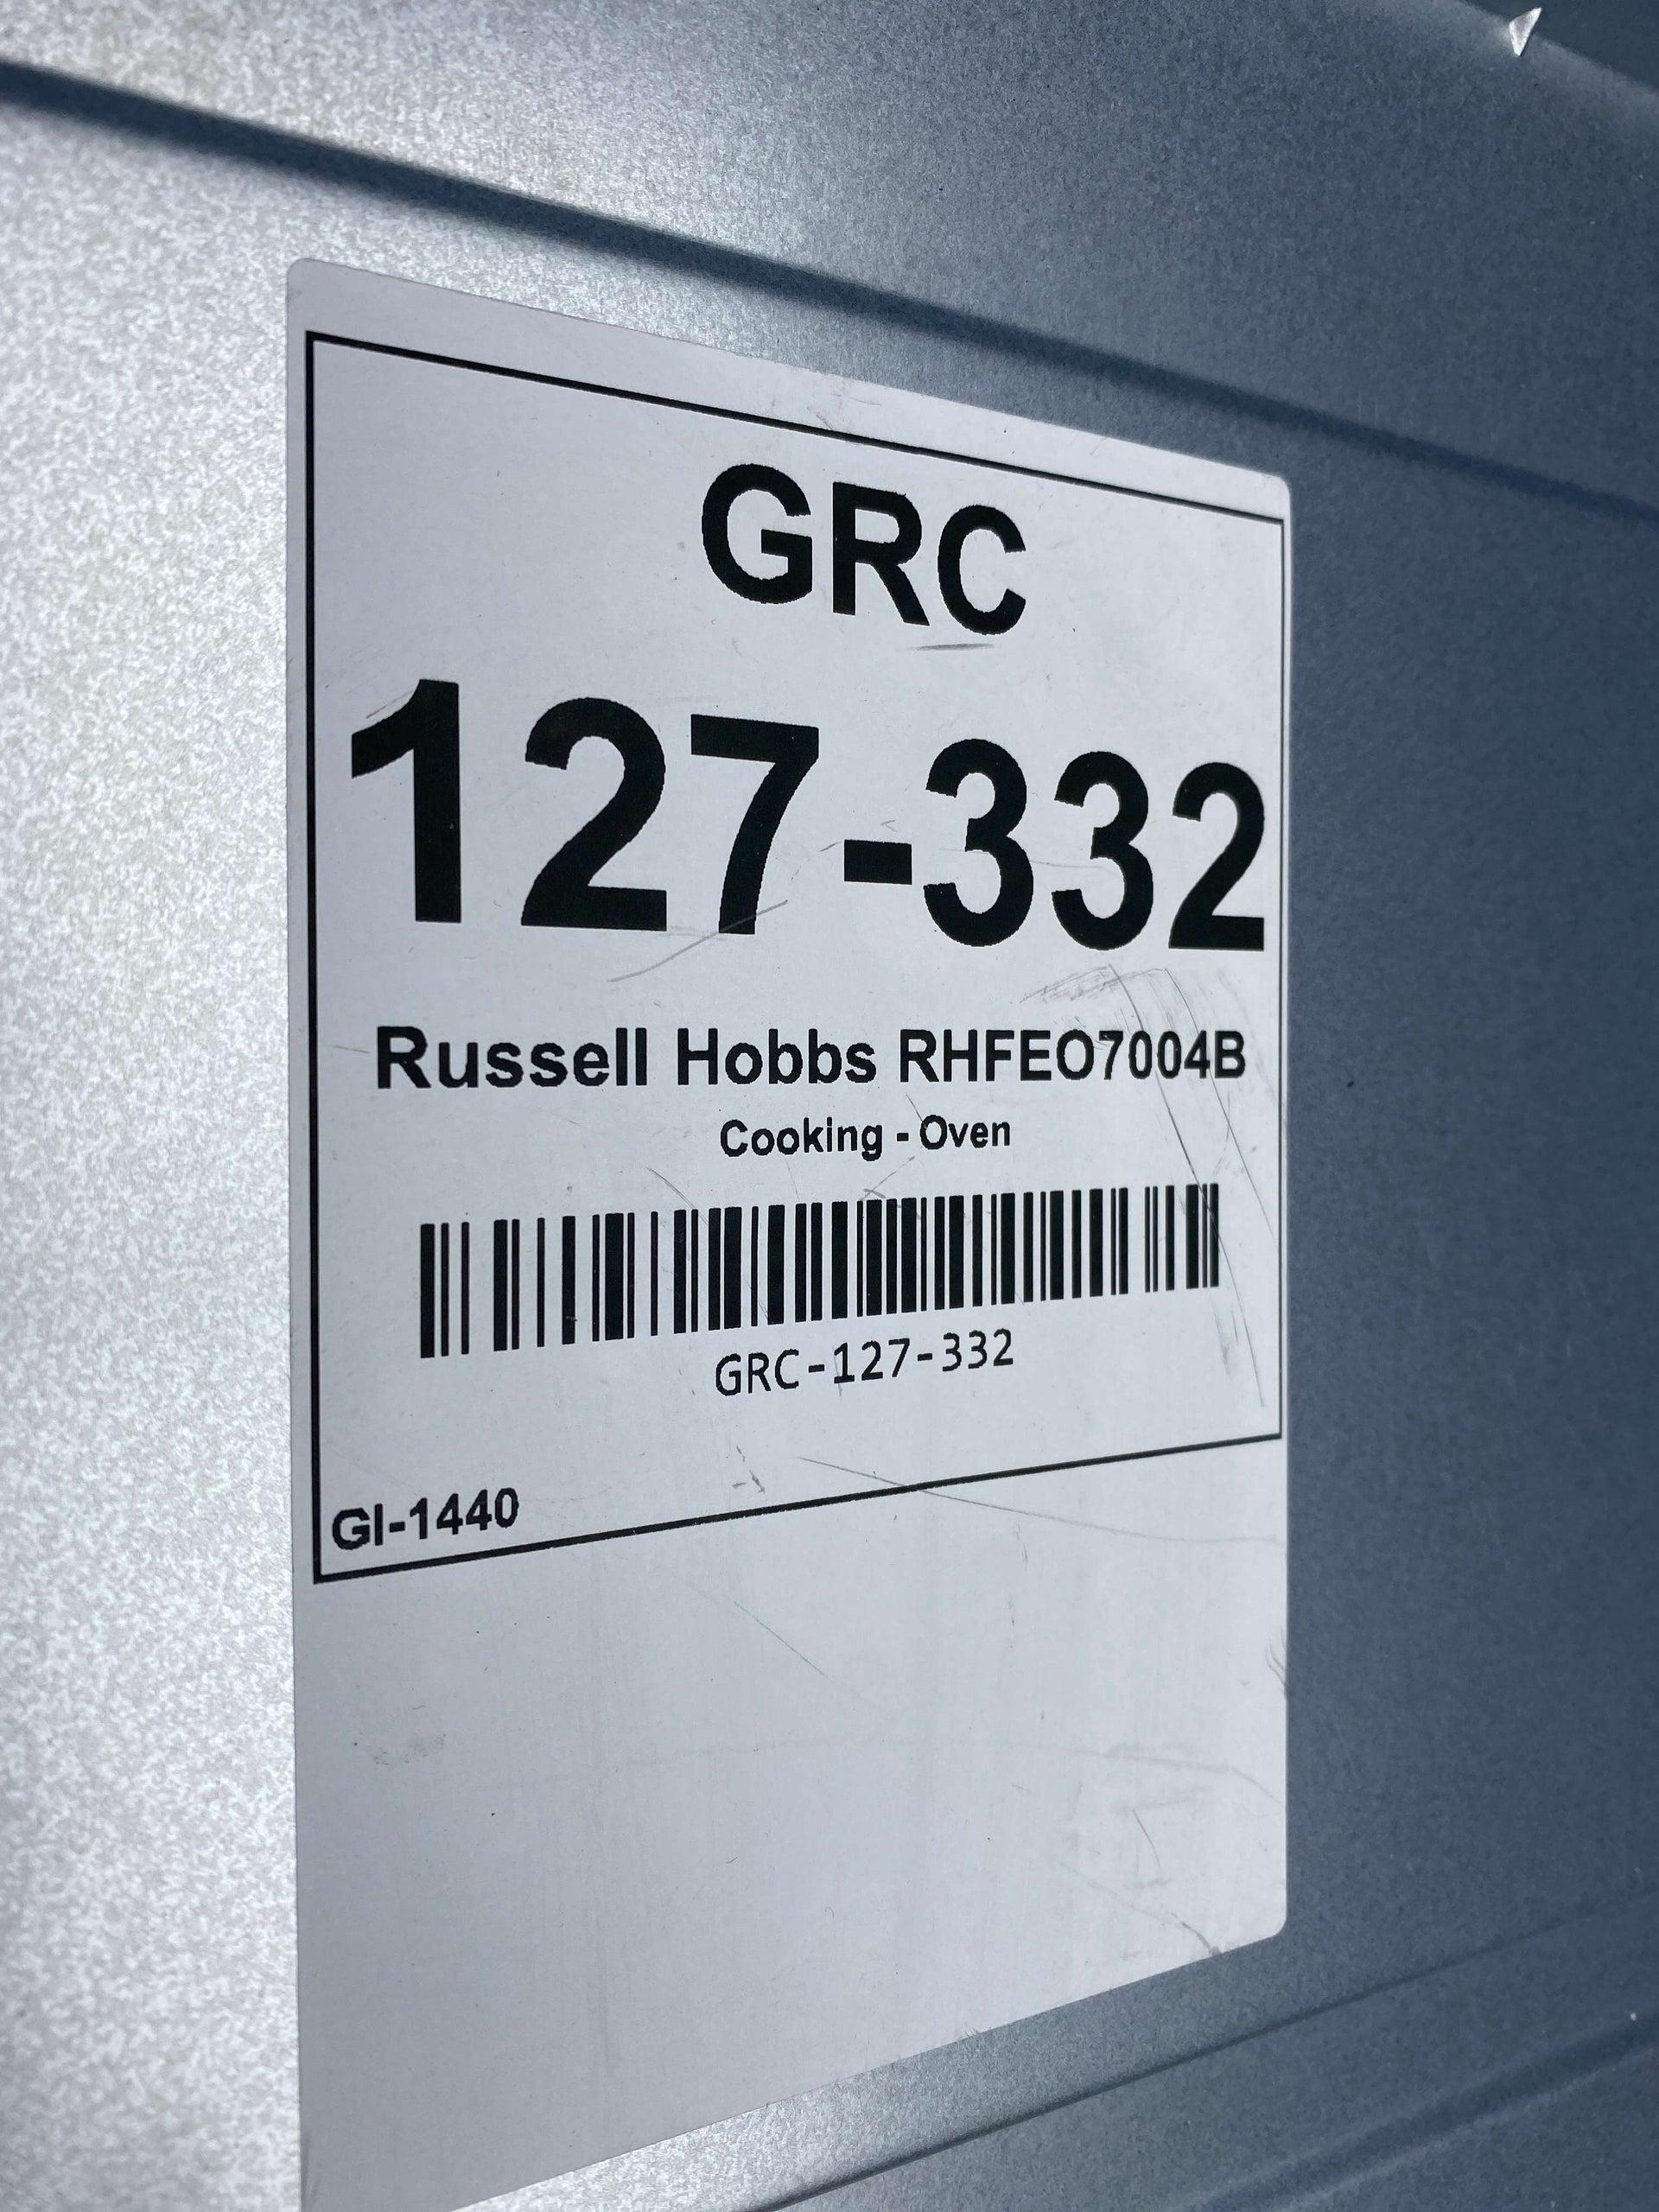 GRC
127-332
Russell Hobbs RHFEO7004B
Cooking - Oven
GRC-127-332
GI-1440